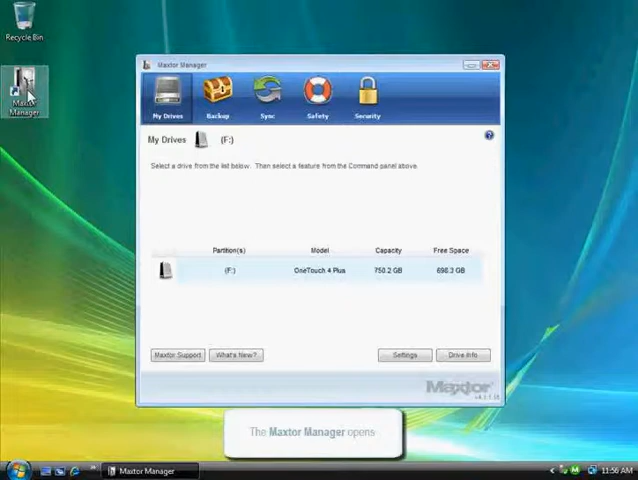 Recycle Bin
Maxtor Manager
Maxtor Manager
My Drives Backup Sync Safety Security
My Drives (F:)
Select a drive from the list below. Then select a feature from the Command panel above.
Partition(s) Model Capacity Free Space
(F:) OneTouch 4 Plus 750.2 GB 698.3 GB
Maxtor Support What's New? Settings Drive Info
Maxtor
The Maxtor Manager opens
Maxtor Manager 11:56 AM